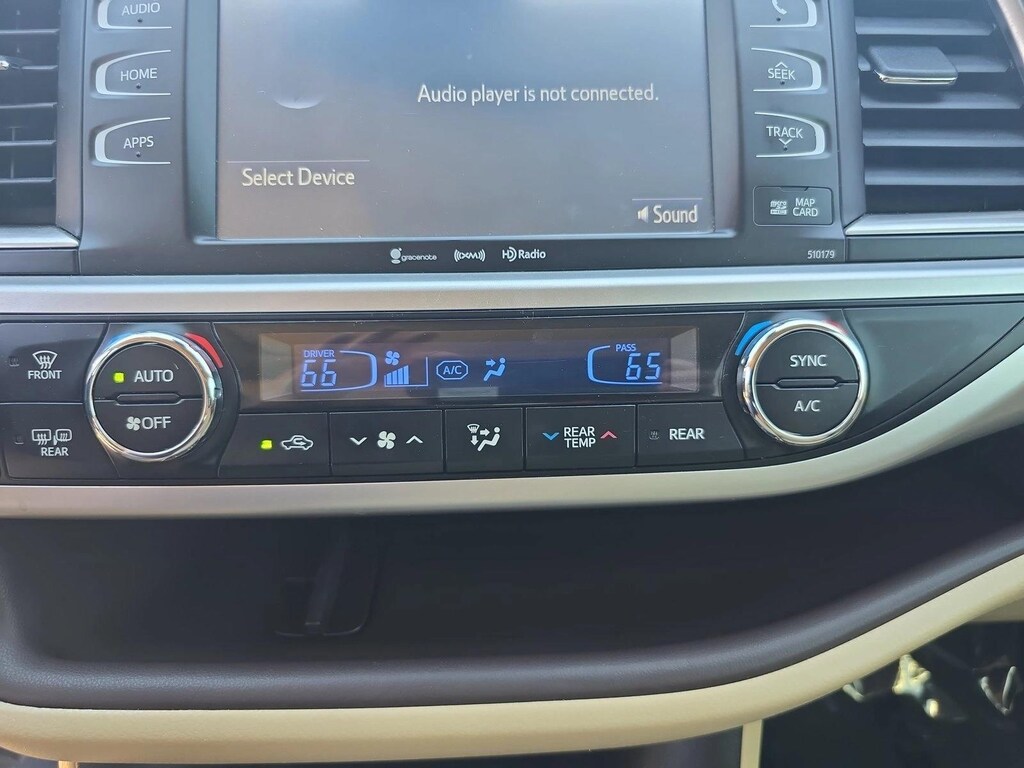 AUDIO
HOME
APPS
Audio player is not connected.
Select Device
Sound
SEEK
TRACK
MAP
CARD
gracenote
((XM))
HD Radio
510179
FRONT
REAR
AUTO
OFF
DRIVER
66
A/C
PASS
65
REAR
TEMP
REAR
SYNC
A/C